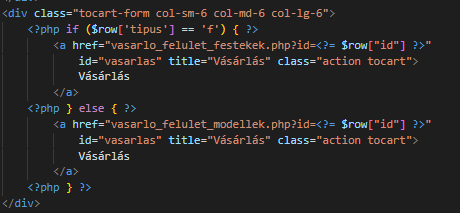 <div class="tocart-form col-sm-6 col-md-6 col-lg-6">
<?php if ($row['tipus'] == 'f') { ?>
<a href="vasarlo_felulet_festekek.php?id=<?= $row["id"] ?>"
id="vasarlas" title="Vásárlás" class="action tocart">
Vásárlás
</a>
<?php } else { ?>
<a href="vasarlo_felulet_modellek.php?id=<?= $row["id"] ?>"
id="vasarlas" title="Vásárlás" class="action tocart">
Vásárlás
</a>
<?php } ?>
</div>